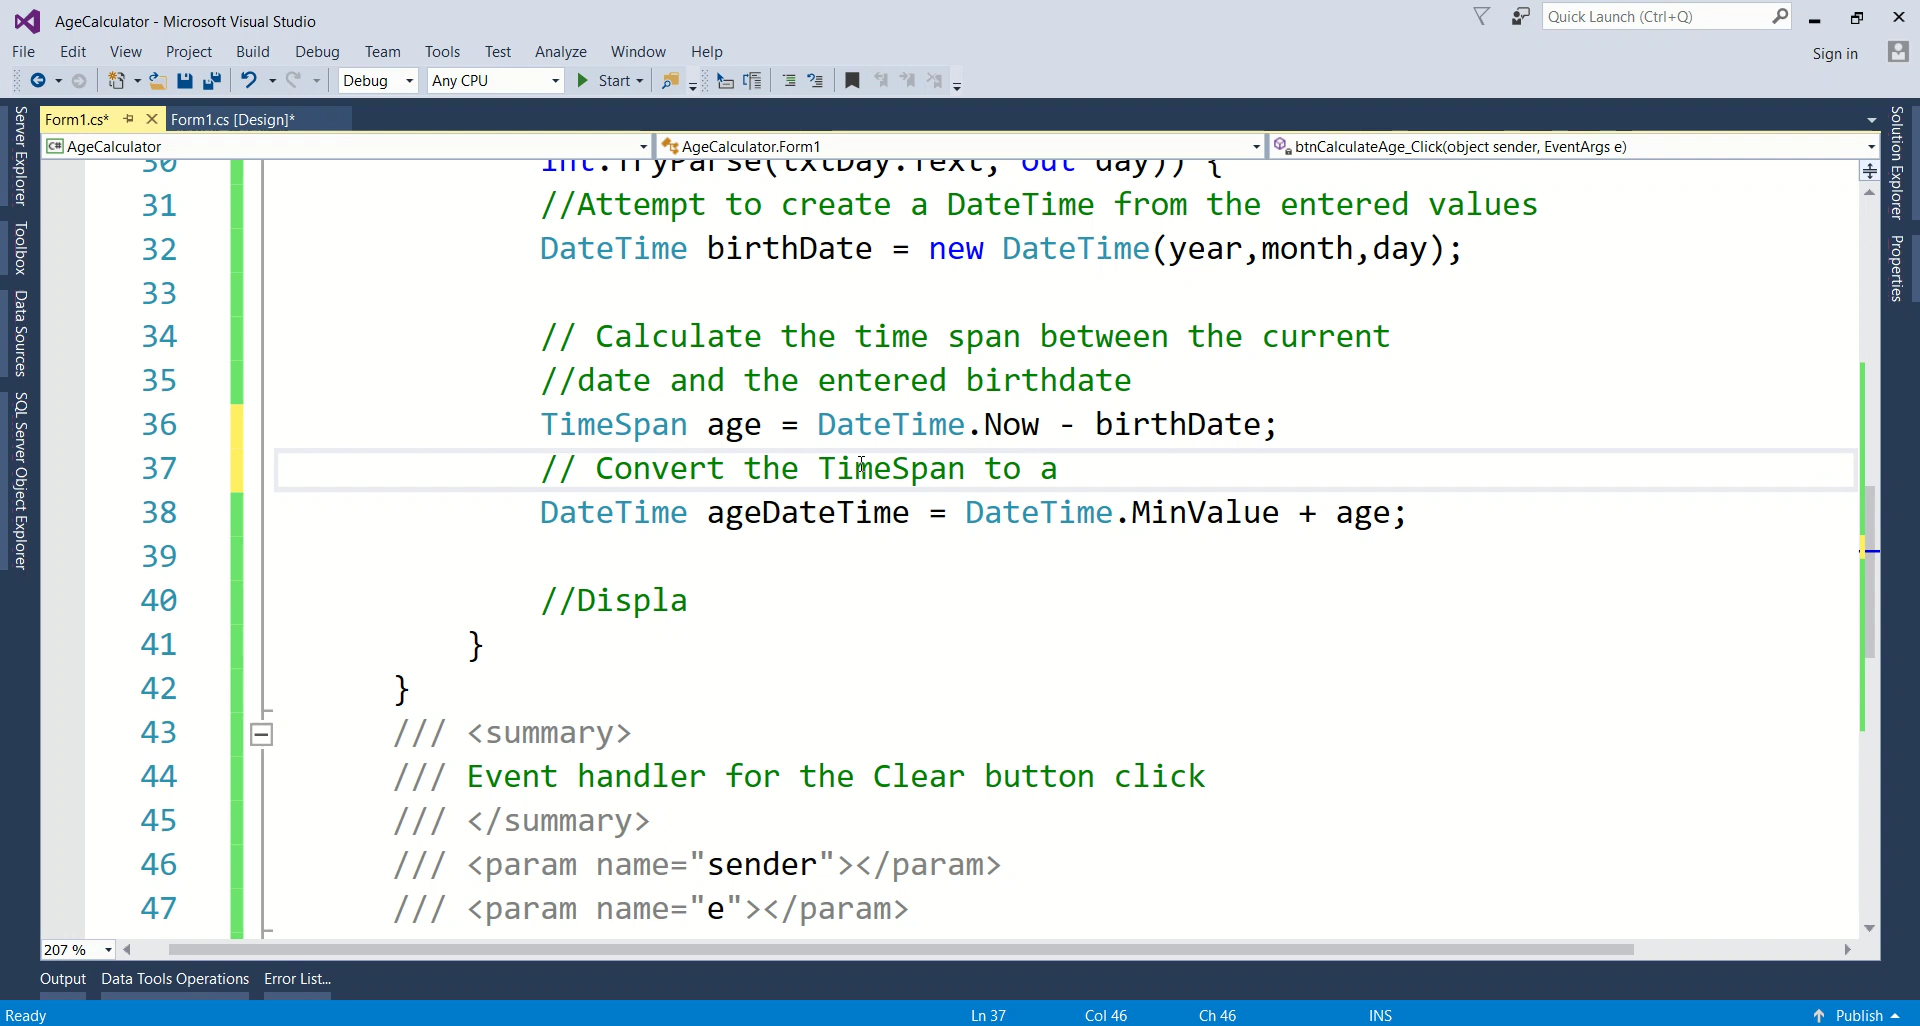 AgeCalculator - Microsoft Visual Studio
Quick Launch (Ctrl+Q)
File Edit View Project Build Debug Team Tools Test Analyze Window Help
Sign in
Debug Any CPU Start
Form1.cs* Form1.cs [Design]*
C# AgeCalculator AgeCalculator.Form1 btnCalculateAge_Click(object sender, EventArgs e)
Server Explorer
Toolbox
Data Sources
SQL Server Object Explorer
Solution Explorer
Properties
30 int.TryParse(txtDay.Text, out day)) {
31 //Attempt to create a DateTime from the entered values
32 DateTime birthDate = new DateTime(year,month,day);
33
34 // Calculate the time span between the current
35 //date and the entered birthdate
36 TimeSpan age = DateTime.Now - birthDate;
37 // Convert the TimeSpan to a
38 DateTime ageDateTime = DateTime.MinValue + age;
39
40 //Displa
41 }
42 }
43 /// <summary>
44 /// Event handler for the Clear button click
45 /// </summary>
46 /// <param name="sender"></param>
47 /// <param name="e"></param>
207 %
Output Data Tools Operations Error List...
Ready Ln 37 Col 46 Ch 46 INS Publish